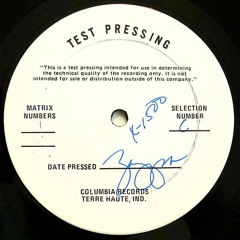 TEST PRESSING
"This is a test pressing intended for use in determining
the technical quality of the recording only. It is not
intended for sale or distribution outside of this company."
MATRIX
NUMBERS
SELECTION
NUMBER
X-1500
DATE PRESSED
COLUMBIA RECORDS
TERRE HAUTE, IND.